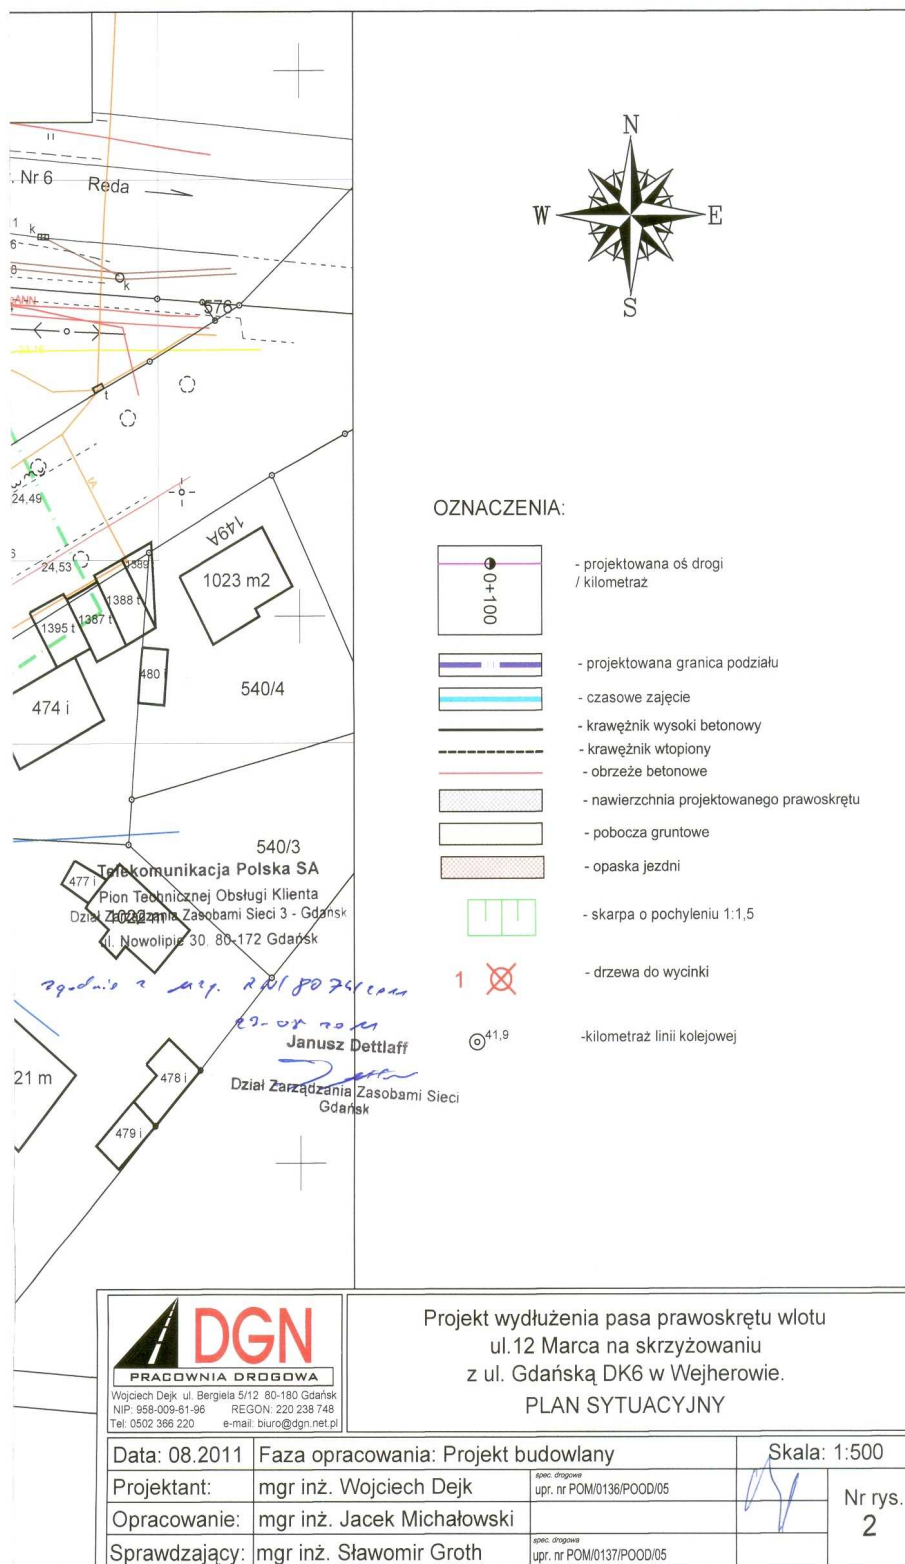 II
. Nr 6
Reda
N
W
E
S
k
k
576
t
24,49
24,53
149A
1389
1388 t
1387 t
1395 t
1023 m2
480 i
474 i
540/4
540/3
477 i
1022 m
Telekomunikacja Polska SA
Pion Technicznej Obsługi Klienta
Dział Zarządzania Zasobami Sieci 3 - Gdańsk
ul. Nowolipie 30, 80-172 Gdańsk
zgodnie z
Janusz Dettlaff
Dział Zarządzania Zasobami Sieci
Gdańsk
21 m
478 i
479 i
OZNACZENIA:
0+100
- projektowana oś drogi
/ kilometraż
- projektowana granica podziału
- czasowe zajęcie
- krawężnik wysoki betonowy
- krawężnik wtopiony
- obrzeże betonowe
- nawierzchnia projektowanego prawoskrętu
- pobocza gruntowe
- opaska jezdni
- skarpa o pochyleniu 1:1,5
1
- drzewa do wycinki
41,9
-kilometraż linii kolejowej
DGN
PRACOWNIA DROGOWA
Wojciech Dejk ul. Bergiela 5/12 80-180 Gdańsk
NIP: 958-009-61-96 REGON: 220 238 748
Tel: 0502 366 220 e-mail: biuro@dgn.net.pl
Projekt wydłużenia pasa prawoskrętu wlotu
ul.12 Marca na skrzyżowaniu
z ul. Gdańską DK6 w Wejherowie.
PLAN SYTUACYJNY
Data: 08.2011 Faza opracowania: Projekt budowlany Skala: 1:500
Projektant: mgr inż. Wojciech Dejk spec. drogowa
upr. nr POM/0136/POOD/05
Nr rys.
2
Opracowanie: mgr inż. Jacek Michałowski
Sprawdzający: mgr inż. Sławomir Groth spec. drogowa
upr. nr POM/0137/POOD/05